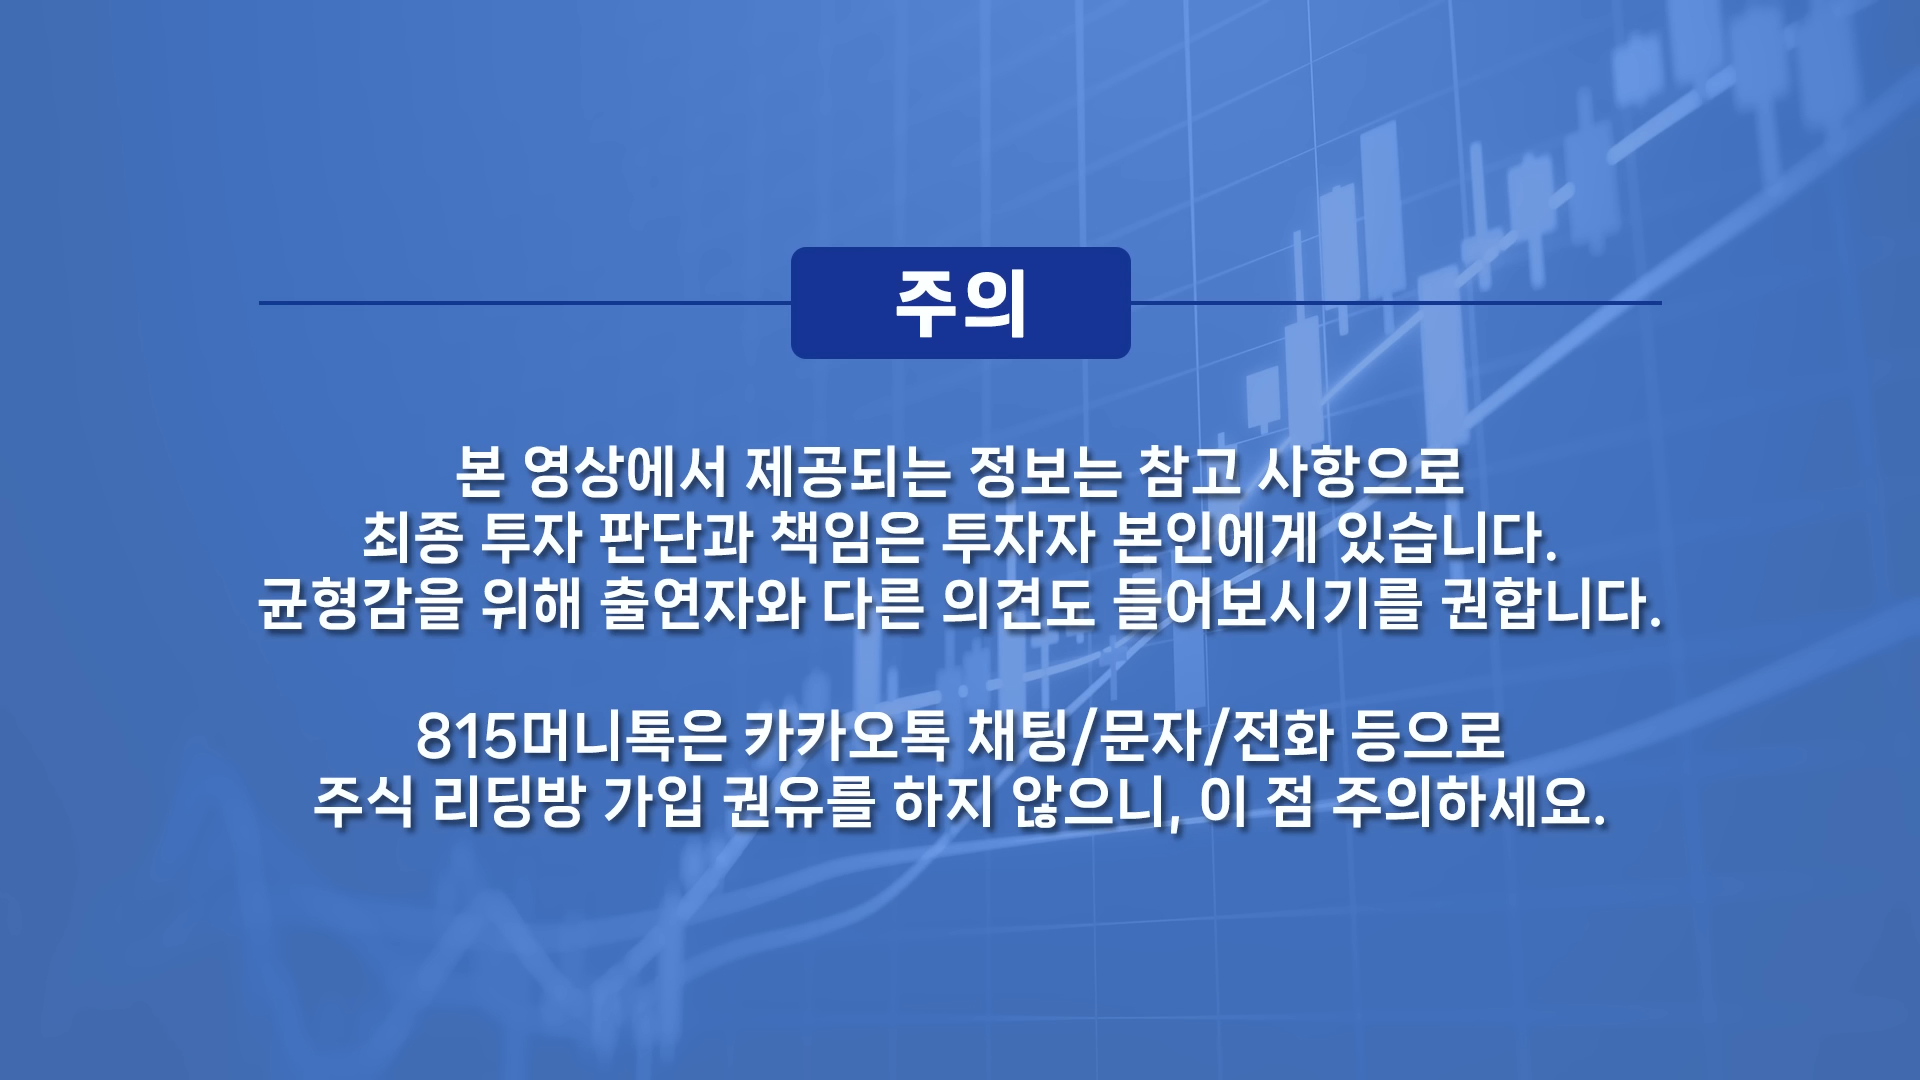 주의
본 영상에서 제공되는 정보는 참고 사항으로
최종 투자 판단과 책임은 투자자 본인에게 있습니다.
균형감을 위해 출연자와 다른 의견도 들어보시기를 권합니다.
815머니톡은 카카오톡 채팅/문자/전화 등으로
주식 리딩방 가입 권유를 하지 않으니, 이 점 주의하세요.